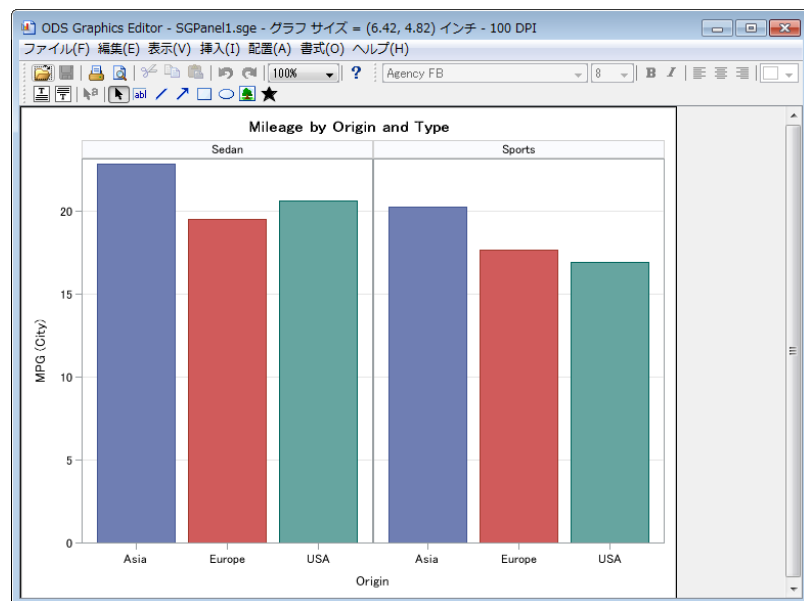 ODS Graphics Editor - SGPanel1.sge - グラフ サイズ = (6.42, 4.82) インチ - 100 DPI
ファイル(F) 編集(E) 表示(V) 挿入(I) 配置(A) 書式(O) ヘルプ(H)
100% ? Agency FB 8 B I
abl
Mileage by Origin and Type
Sedan Sports
20
15
10
5
0
MPG (City)
Asia Europe USA Asia Europe USA
Origin